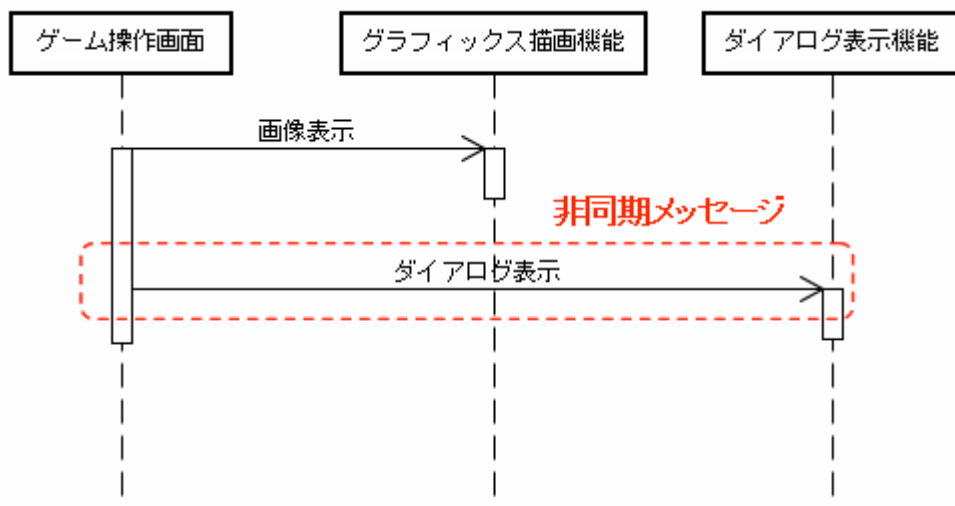 ゲーム操作画面
グラフィックス描画機能
ダイアログ表示機能
画像表示
非同期メッセージ
ダイアログ表示